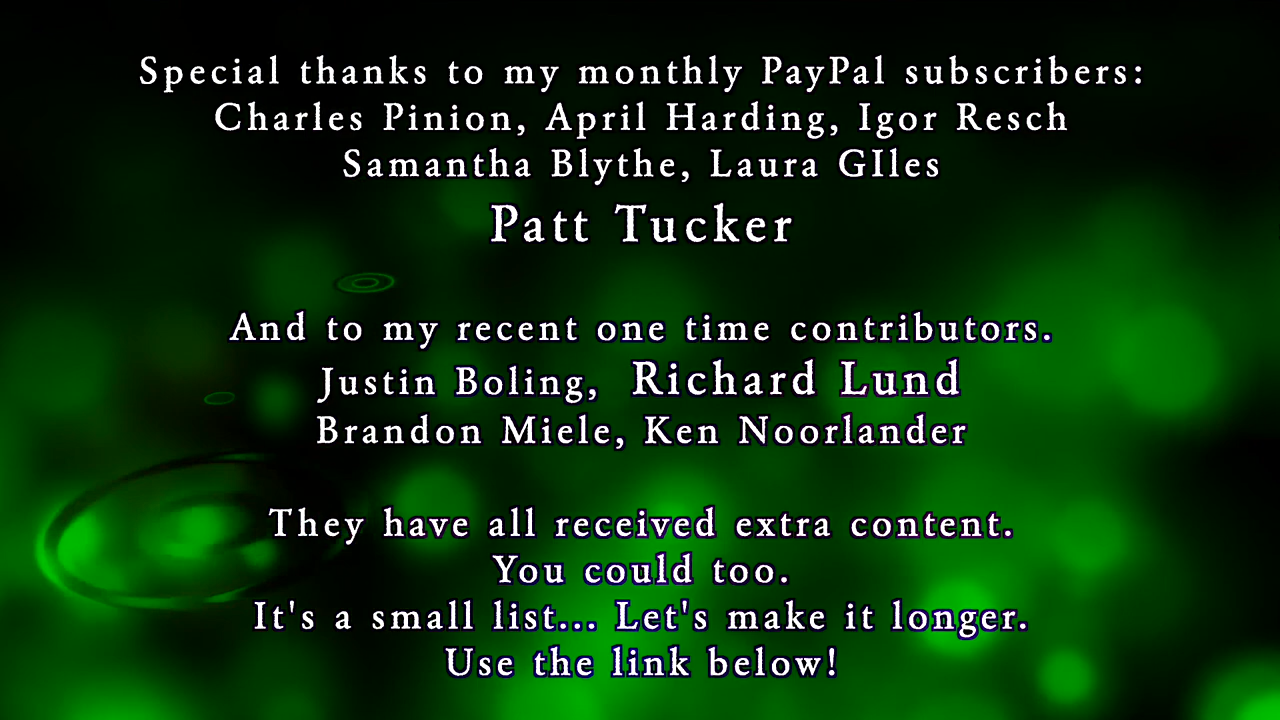 Special thanks to my monthly PayPal subscribers:
Charles Pinion, April Harding, Igor Resch
Samantha Blythe, Laura GIles
Patt Tucker
And to my recent one time contributors.
Justin Boling, Richard Lund
Brandon Miele, Ken Noorlander
They have all received extra content.
You could too.
It's a small list... Let's make it longer.
Use the link below!